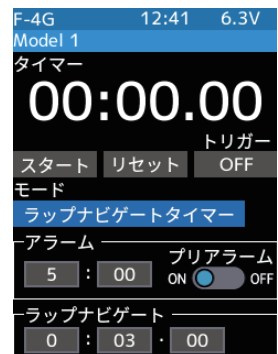 F-4G 12:41 6.3V
Model 1
タイマー
00:00.00
トリガー
スタート リセット OFF
モード
ラップナビゲートタイマー
アラーム
プリアラーム
5 : 00 ON OFF
ラップナビゲート
0 : 03 · 00